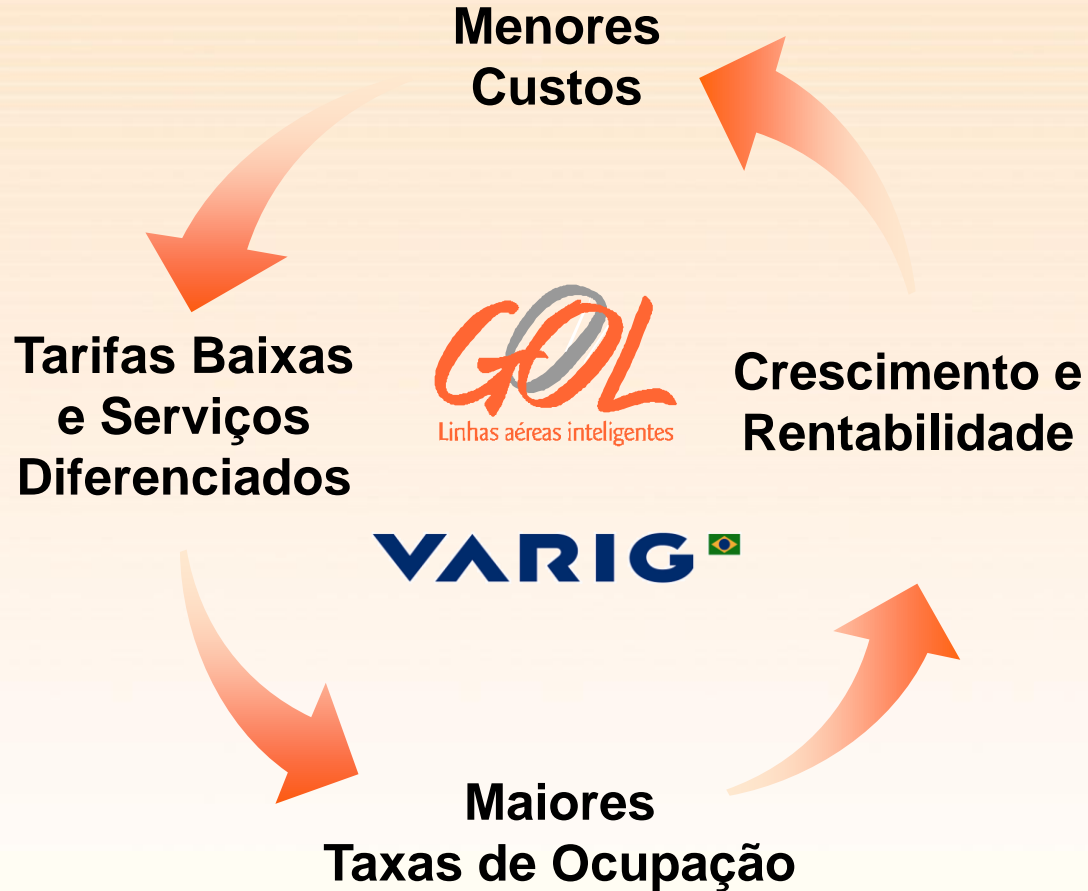 Menores
Custos
Tarifas Baixas
e Serviços
Diferenciados
GOL
Linhas aéreas inteligentes
Crescimento e
Rentabilidade
VARIG
Maiores
Taxas de Ocupação